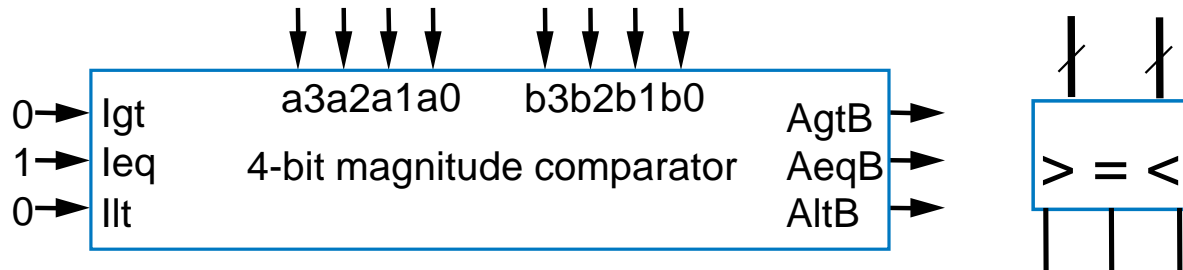 a3a2a1a0 b3b2b1b0
0 Igt AgtB
1 Ieq 4-bit magnitude comparator AeqB
0 Ilt AltB
> = <